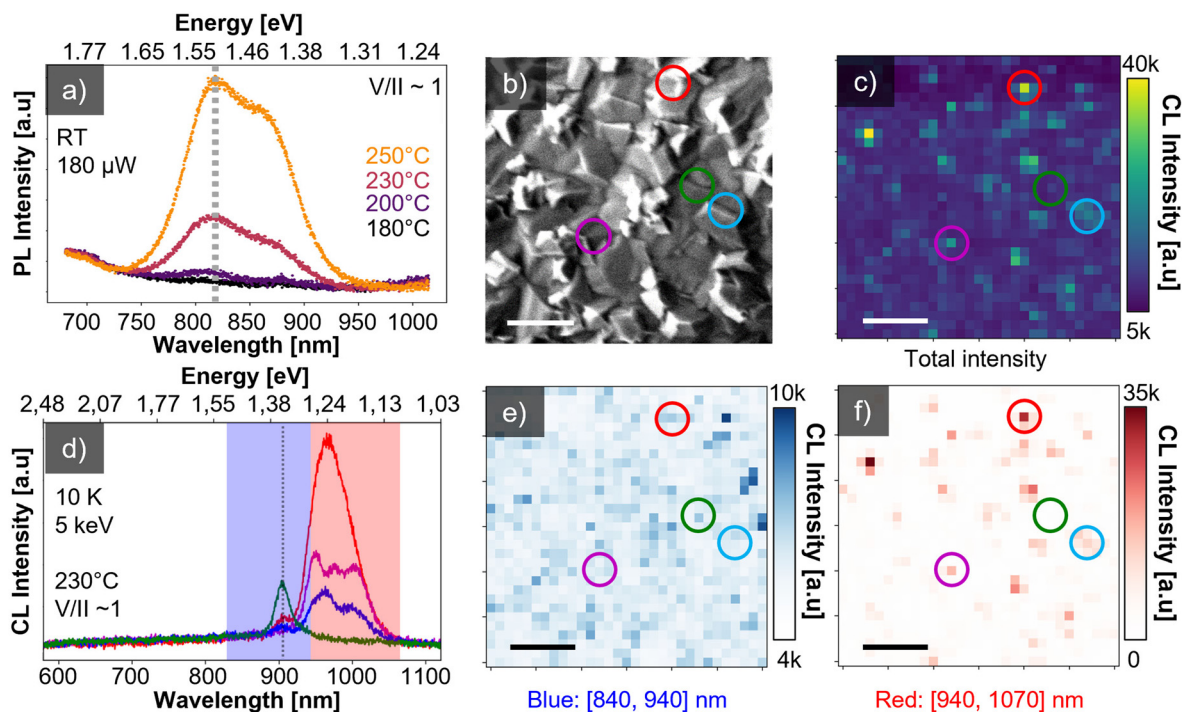 Energy [eV]
1.77 1.65 1.55 1.46 1.38 1.31 1.24
a)
V/II ~ 1
RT
180 µW
250°C
230°C
200°C
180°C
PL Intensity [a.u]
700 750 800 850 900 950 1000
Wavelength [nm]
b)
c)
40k
CL Intensity [a.u]
5k
Total intensity
Energy [eV]
2,48 2,07 1,77 1,55 1,38 1,24 1,13 1,03
d)
10 K
5 keV
230°C
V/II ~1
CL Intensity [a.u]
600 700 800 900 1000 1100
Wavelength [nm]
e)
10k
CL Intensity [a.u]
4k
Blue: [840, 940] nm
f)
35k
CL Intensity [a.u]
0
Red: [940, 1070] nm